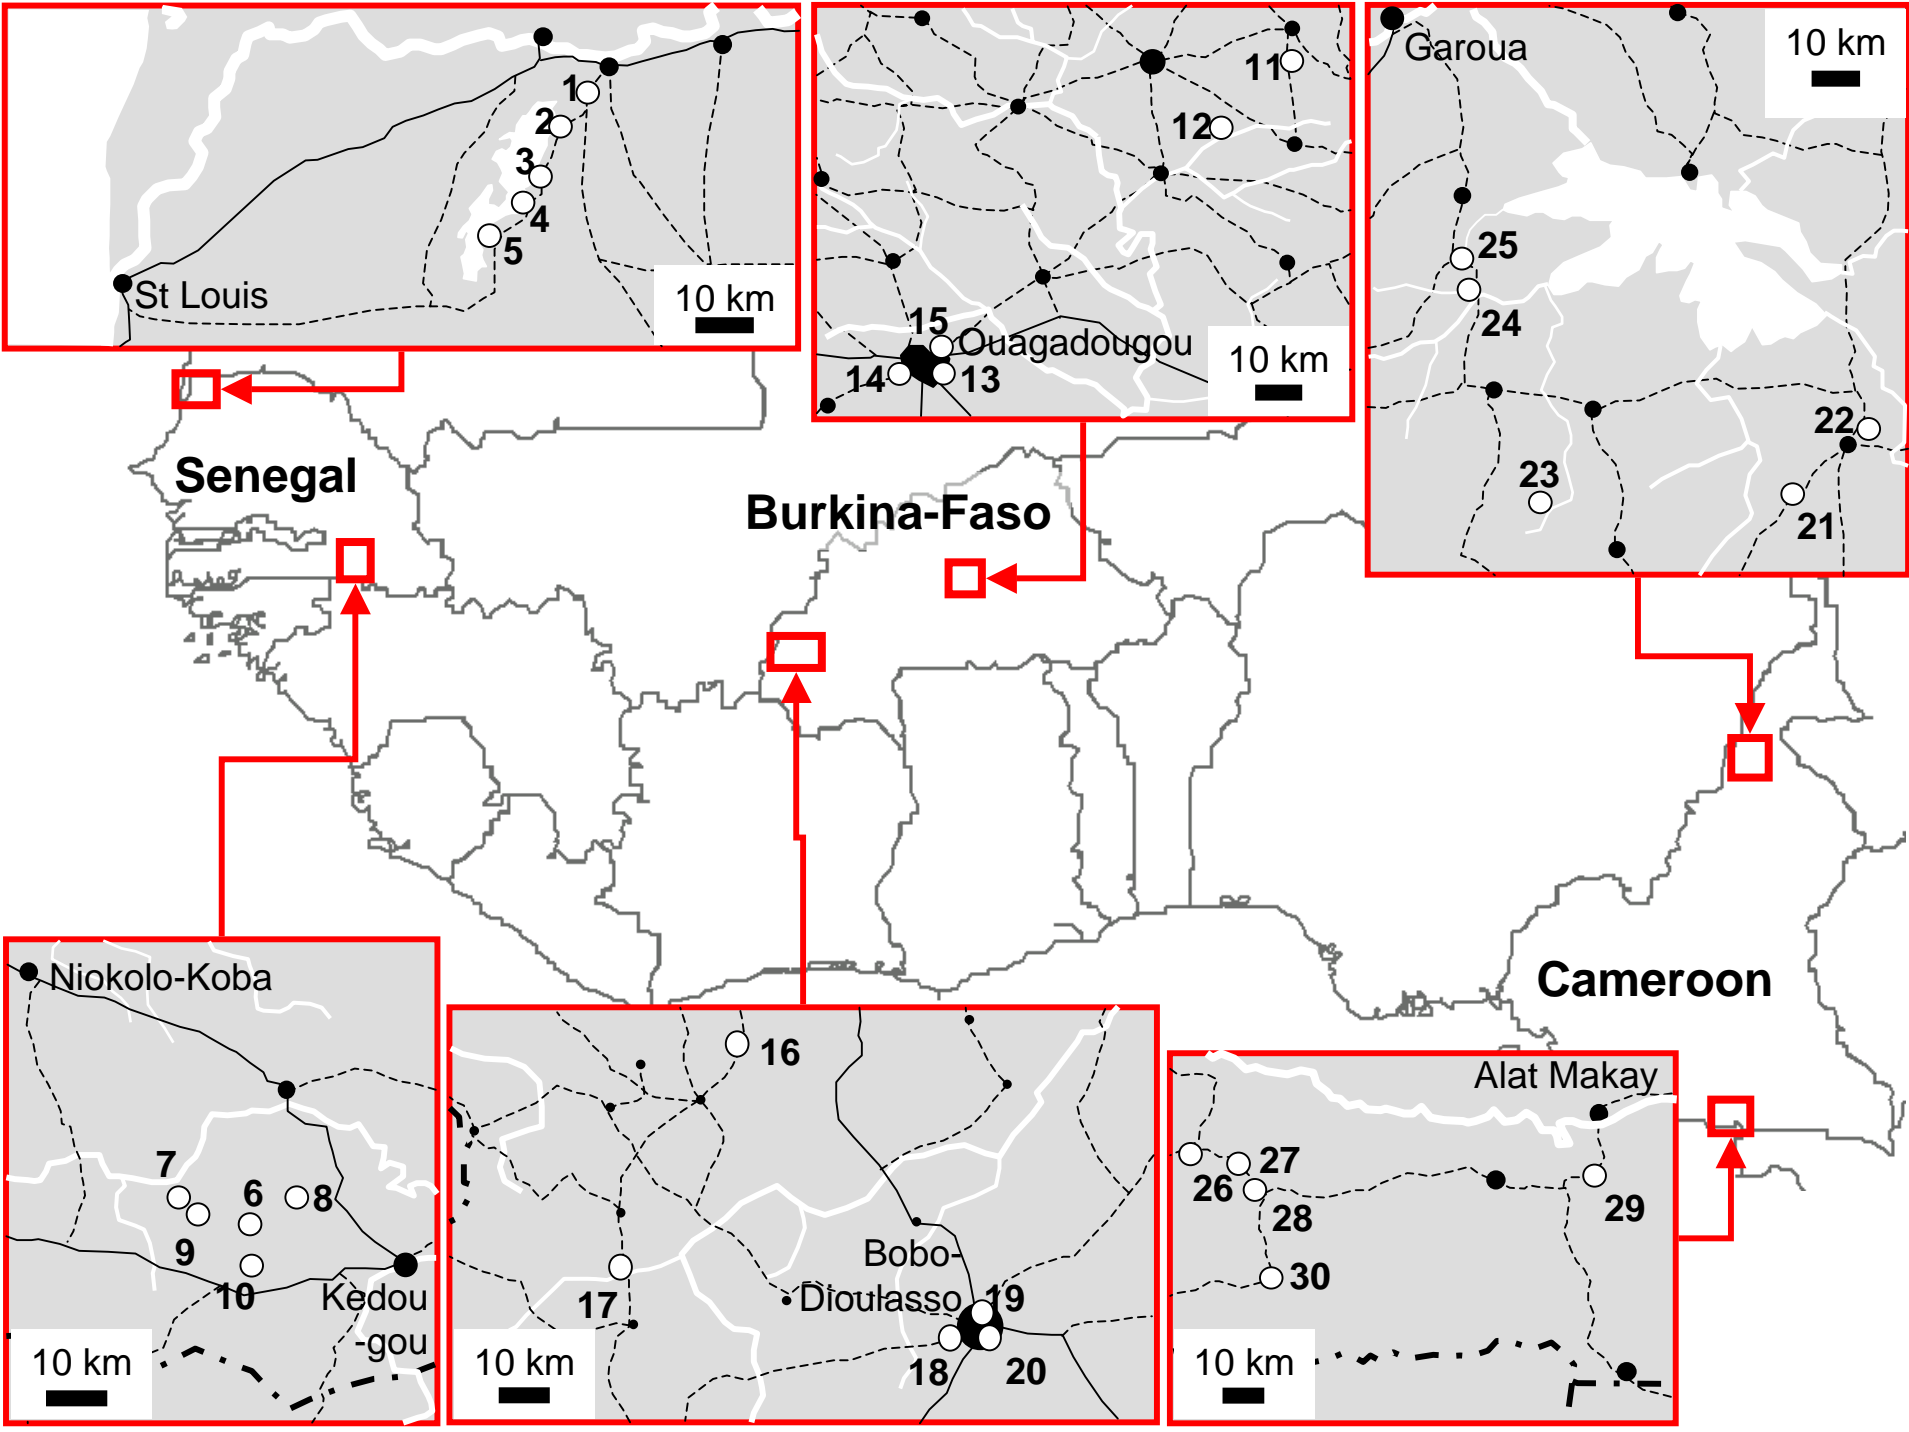 1
2
3
4
5
St Louis
10 km
11
12
15
Ouagadougou
14
13
10 km
Garoua
10 km
25
24
22
23
21
Senegal
Burkina-Faso
Cameroon
Niokolo-Koba
7
6
8
9
10
Kedou
-gou
10 km
16
17
Bobo-
Dioulasso
19
18
20
10 km
Alat Makay
27
26
28
29
30
10 km